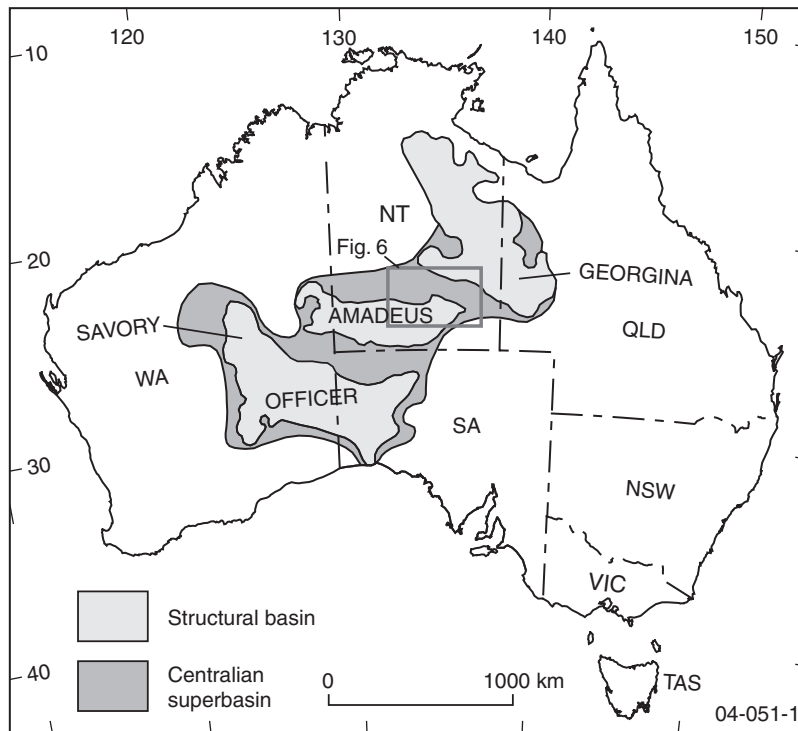 120
130
140
150
10
NT
Fig. 6
20
GEORGINA
AMADEUS
SAVORY
QLD
WA
OFFICER
SA
30
NSW
VIC
Structural basin
40
Centralian
superbasin
0
1000 km
TAS
04-051-1